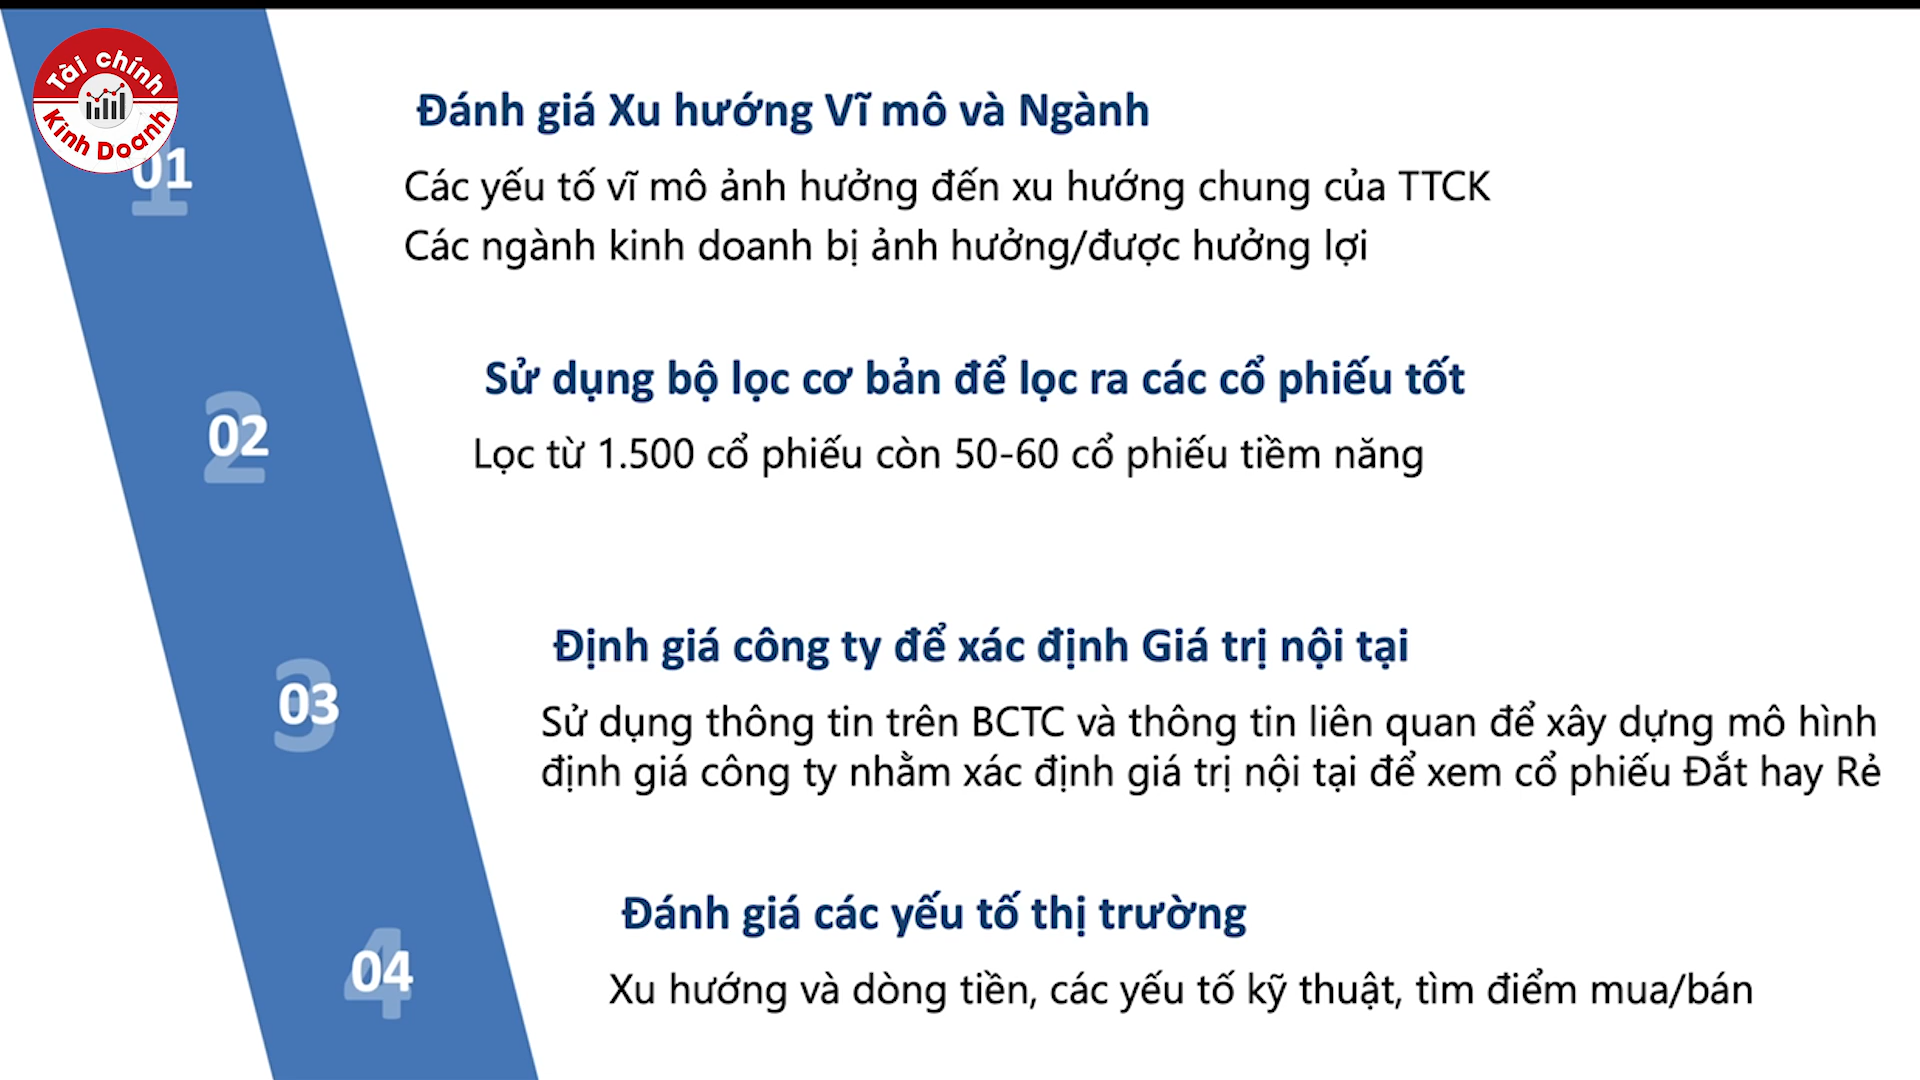 Tài chính
Kinh Doanh
01
Đánh giá Xu hướng Vĩ mô và Ngành
Các yếu tố vĩ mô ảnh hưởng đến xu hướng chung của TTCK
Các ngành kinh doanh bị ảnh hưởng/được hưởng lợi
2
02
Sử dụng bộ lọc cơ bản để lọc ra các cổ phiếu tốt
Lọc từ 1.500 cổ phiếu còn 50-60 cổ phiếu tiềm năng
3
03
Định giá công ty để xác định Giá trị nội tại
Sử dụng thông tin trên BCTC và thông tin liên quan để xây dựng mô hình
định giá công ty nhằm xác định giá trị nội tại để xem cổ phiếu Đắt hay Rẻ
4
04
Đánh giá các yếu tố thị trường
Xu hướng và dòng tiền, các yếu tố kỹ thuật, tìm điểm mua/bán